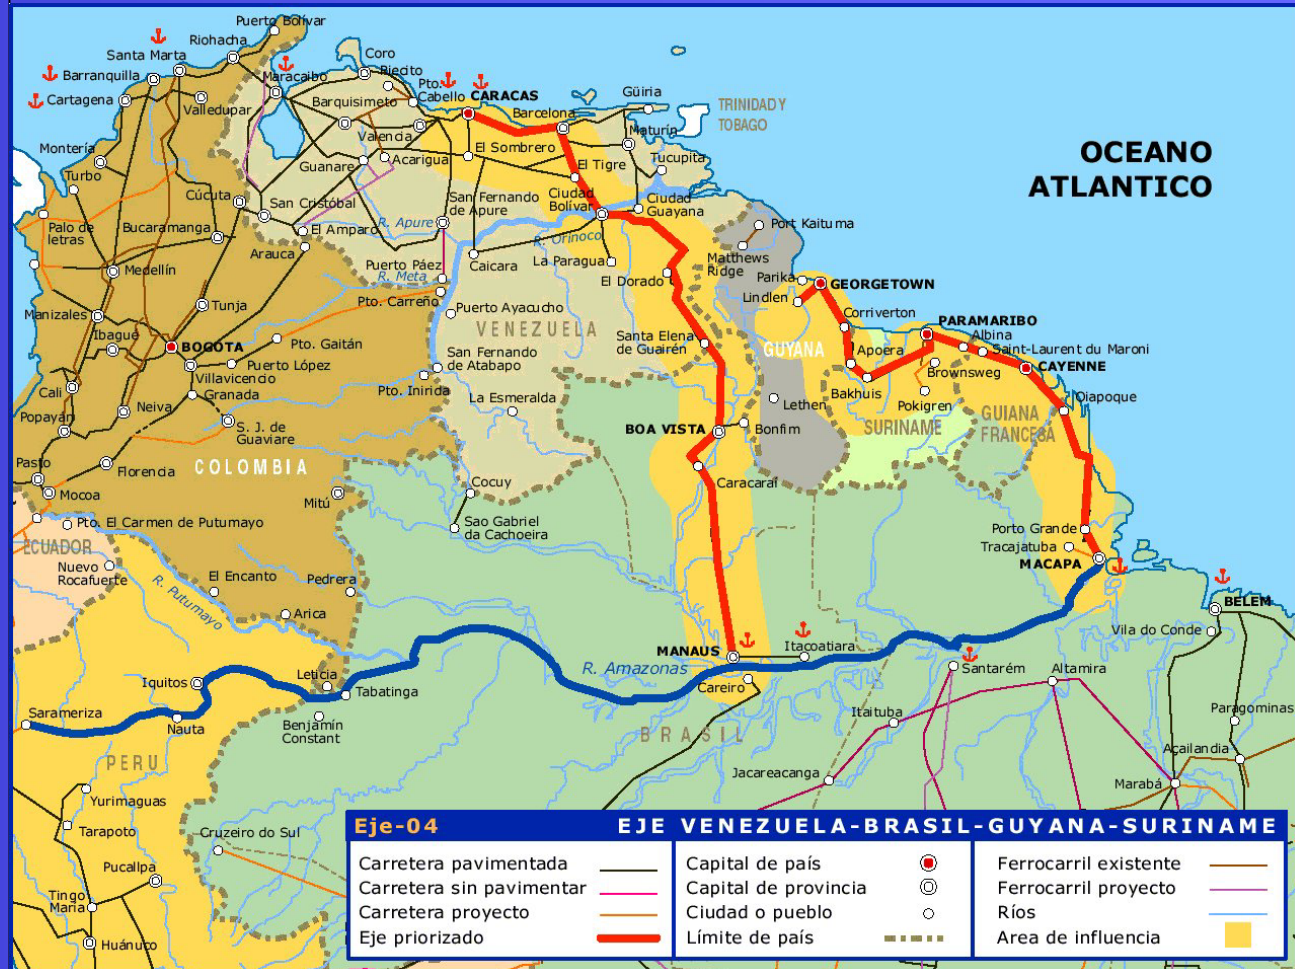 Puerto Bolívar
Riohacha
Santa Marta
Barranquilla
Cartagena
Valledupar
Maracaibo
Coro
Riecito
Pto.
Cabello
CARACAS
Barquisimeto
Valencia
Barcelona
Güiria
TRINIDAD Y
TOBAGO
Maturín
OCEANO
ATLANTICO
Montería
Turbo
Guanare
Acarigua
El Sombrero
El Tigre
Tucupita
Cúcuta
San Cristóbal
San Fernando
de Apure
Ciudad
Bolívar
Ciudad
Guayana
Palo de
letras
Bucaramanga
El Amparo
R. Apure
R. Orinoco
Port Kaituma
Arauca
Medellín
Puerto Páez
R. Meta
Caicara
La Paragua
El Dorado
Matthews
Ridge
Parika
GEORGETOWN
Lindlen
Pto. Carreño
Tunja
Manizales
Puerto Ayacucho
VENEZUELA
Corriverton
PARAMARIBO
Ibagué
BOGOTA
Pto. Gaitán
Santa Elena
de Guairén
GUYANA
Apoera
Albina
Saint-Laurent du Maroni
Puerto López
San Fernando
de Atabapo
Villavicencio
Granada
Cali
Pto. Inirida
La Esmeralda
Bakhuis
Brownsweg
CAYENNE
Pokigren
Oiapoque
Lethen
Popayán
Neiva
S. J. de
Guaviare
BOA VISTA
Bonfim
SURINAME
GUIANA
FRANCESA
Pasto
Florencia
COLOMBIA
Mocoa
Mitú
Cocuy
Caracaraí
Pto. El Carmen de Putumayo
Sao Gabriel
da Cachoeira
Porto Grande
Tracajatuba
MACAPA
ECUADOR
Nuevo
Rocafuerte
R. Putumayo
El Encanto
Pedrera
Arica
BELEM
Vila do Conde
MANAUS
Itacoatiara
R. Amazonas
Santarém
Altamira
Iquitos
Leticia
Tabatinga
Careiro
Sarameriza
Nauta
Benjamín
Constant
Itaituba
Paragominas
BRASIL
PERU
Jacareacanga
Açailandia
Marabá
Yurimaguas
Tarapoto
Cruzeiro do Sul
Pucallpa
Tingo
María
Huánuco
Eje-04
EJE VENEZUELA-BRASIL-GUYANA-SURINAME
Carretera pavimentada
Carretera sin pavimentar
Carretera proyecto
Eje priorizado
Capital de país
Capital de provincia
Ciudad o pueblo
Límite de país
Ferrocarril existente
Ferrocarril proyecto
Ríos
Area de influencia